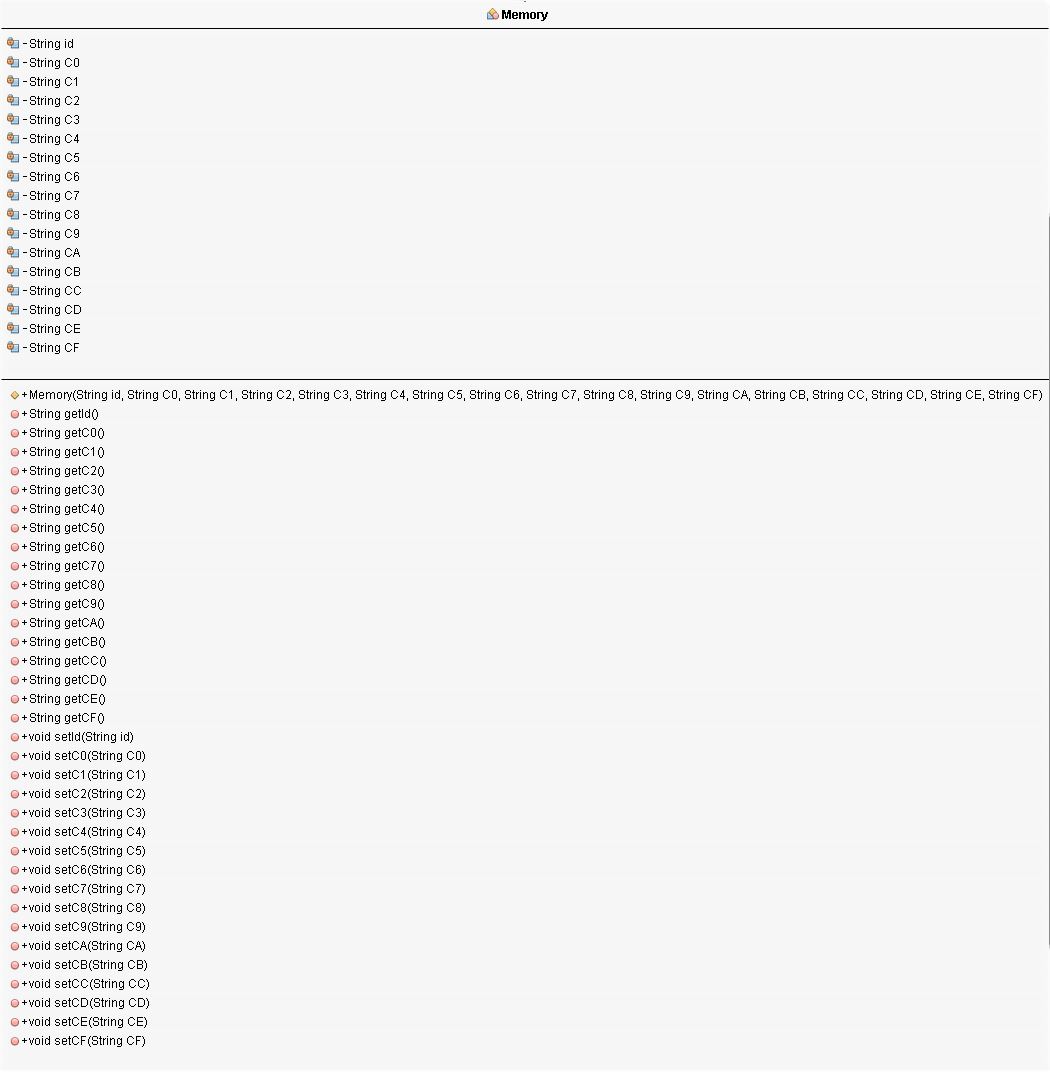 Memory
-String id
-String C0
-String C1
-String C2
-String C3
-String C4
-String C5
-String C6
-String C7
-String C8
-String C9
-String CA
-String CB
-String CC
-String CD
-String CE
-String CF
+Memory(String id, String C0, String C1, String C2, String C3, String C4, String C5, String C6, String C7, String C8, String C9, String CA, String CB, String CC, String CD, String CE, String CF)
+String getId()
+String getC0()
+String getC1()
+String getC2()
+String getC3()
+String getC4()
+String getC5()
+String getC6()
+String getC7()
+String getC8()
+String getC9()
+String getCA()
+String getCB()
+String getCC()
+String getCD()
+String getCE()
+String getCF()
+void setId(String id)
+void setC0(String C0)
+void setC1(String C1)
+void setC2(String C2)
+void setC3(String C3)
+void setC4(String C4)
+void setC5(String C5)
+void setC6(String C6)
+void setC7(String C7)
+void setC8(String C8)
+void setC9(String C9)
+void setCA(String CA)
+void setCB(String CB)
+void setCC(String CC)
+void setCD(String CD)
+void setCE(String CE)
+void setCF(String CF)